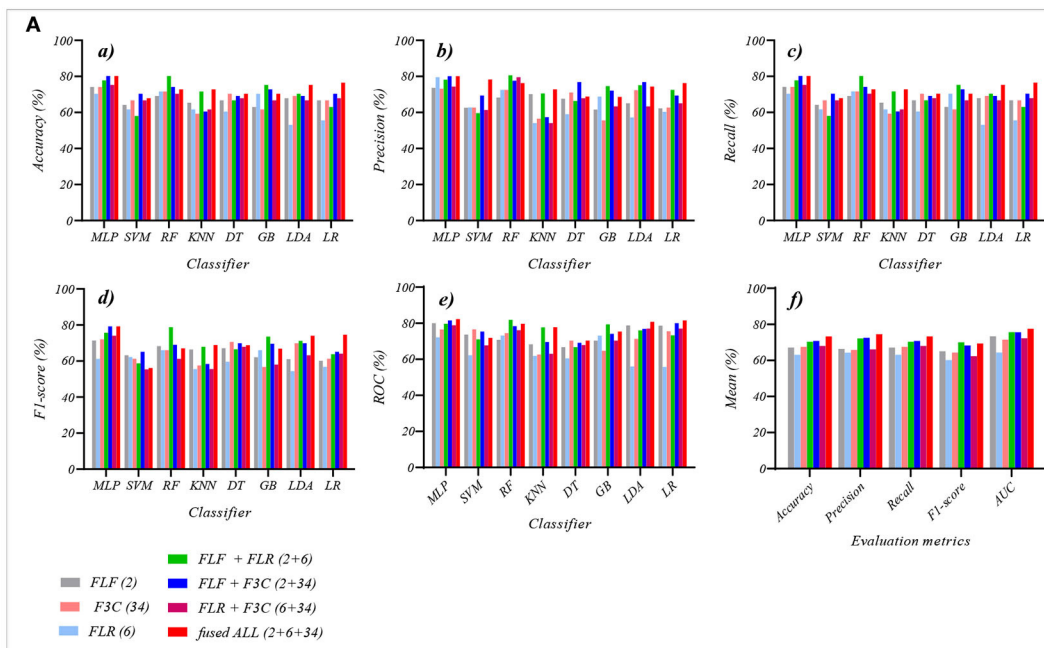 A
a)
100
80
60
40
20
0
Accuracy (%)
MLP SVM RF KNN DT GB LDA LR
Classifier
b)
100
80
60
40
20
0
Precision (%)
MLP SVM RF KNN DT GB LDA LR
Classifier
c)
100
80
60
40
20
0
Recall (%)
MLP SVM RF KNN DT GB LDA LR
Classifier
d)
100
80
60
40
20
0
F1-score (%)
MLP SVM RF KNN DT GB LDA LR
Classifier
e)
100
80
60
40
20
0
ROC (%)
MLP SVM RF KNN DT GB LDA LR
Classifier
f)
100
80
60
40
20
0
Mean (%)
Accuracy Precision Recall F1-score AUC
Evaluation metrics
FLF (2)
F3C (34)
FLR (6)
FLF + FLR (2+6)
FLF + F3C (2+34)
FLR + F3C (6+34)
fused ALL (2+6+34)